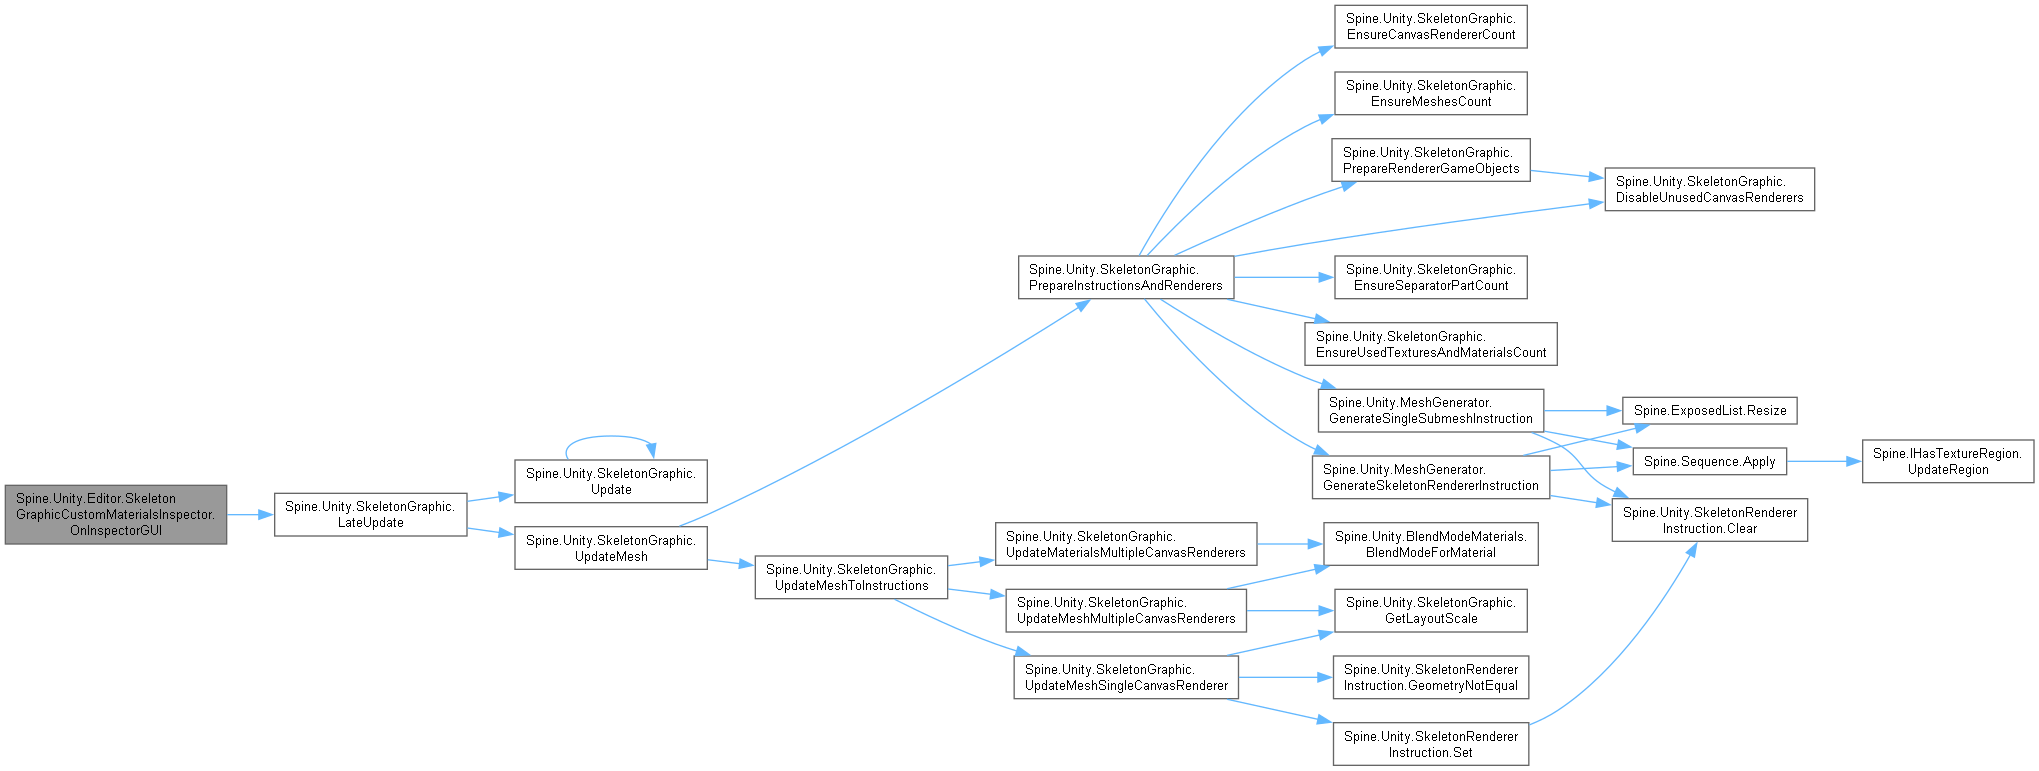 Spine.Unity.Editor.Skeleton
GraphicCustomMaterialsInspector.
OnInspectorGUI
Spine.Unity.SkeletonGraphic.
LateUpdate
Spine.Unity.SkeletonGraphic.
Update
Spine.Unity.SkeletonGraphic.
UpdateMesh
Spine.Unity.SkeletonGraphic.
PrepareInstructionsAndRenderers
Spine.Unity.SkeletonGraphic.
EnsureCanvasRendererCount
Spine.Unity.SkeletonGraphic.
EnsureMeshesCount
Spine.Unity.SkeletonGraphic.
PrepareRendererGameObjects
Spine.Unity.SkeletonGraphic.
DisableUnusedCanvasRenderers
Spine.Unity.SkeletonGraphic.
EnsureSeparatorPartCount
Spine.Unity.SkeletonGraphic.
EnsureUsedTexturesAndMaterialsCount
Spine.Unity.MeshGenerator.
GenerateSingleSubmeshInstruction
Spine.Unity.MeshGenerator.
GenerateSkeletonRendererInstruction
Spine.ExposedList.Resize
Spine.Sequence.Apply
Spine.IHasTextureRegion.
UpdateRegion
Spine.Unity.SkeletonRenderer
Instruction.Clear
Spine.Unity.SkeletonGraphic.
UpdateMeshToInstructions
Spine.Unity.SkeletonGraphic.
UpdateMaterialsMultipleCanvasRenderers
Spine.Unity.SkeletonGraphic.
UpdateMeshMultipleCanvasRenderers
Spine.Unity.SkeletonGraphic.
UpdateMeshSingleCanvasRenderer
Spine.Unity.BlendModeMaterials.
BlendModeForMaterial
Spine.Unity.SkeletonGraphic.
GetLayoutScale
Spine.Unity.SkeletonRenderer
Instruction.GeometryNotEqual
Spine.Unity.SkeletonRenderer
Instruction.Set